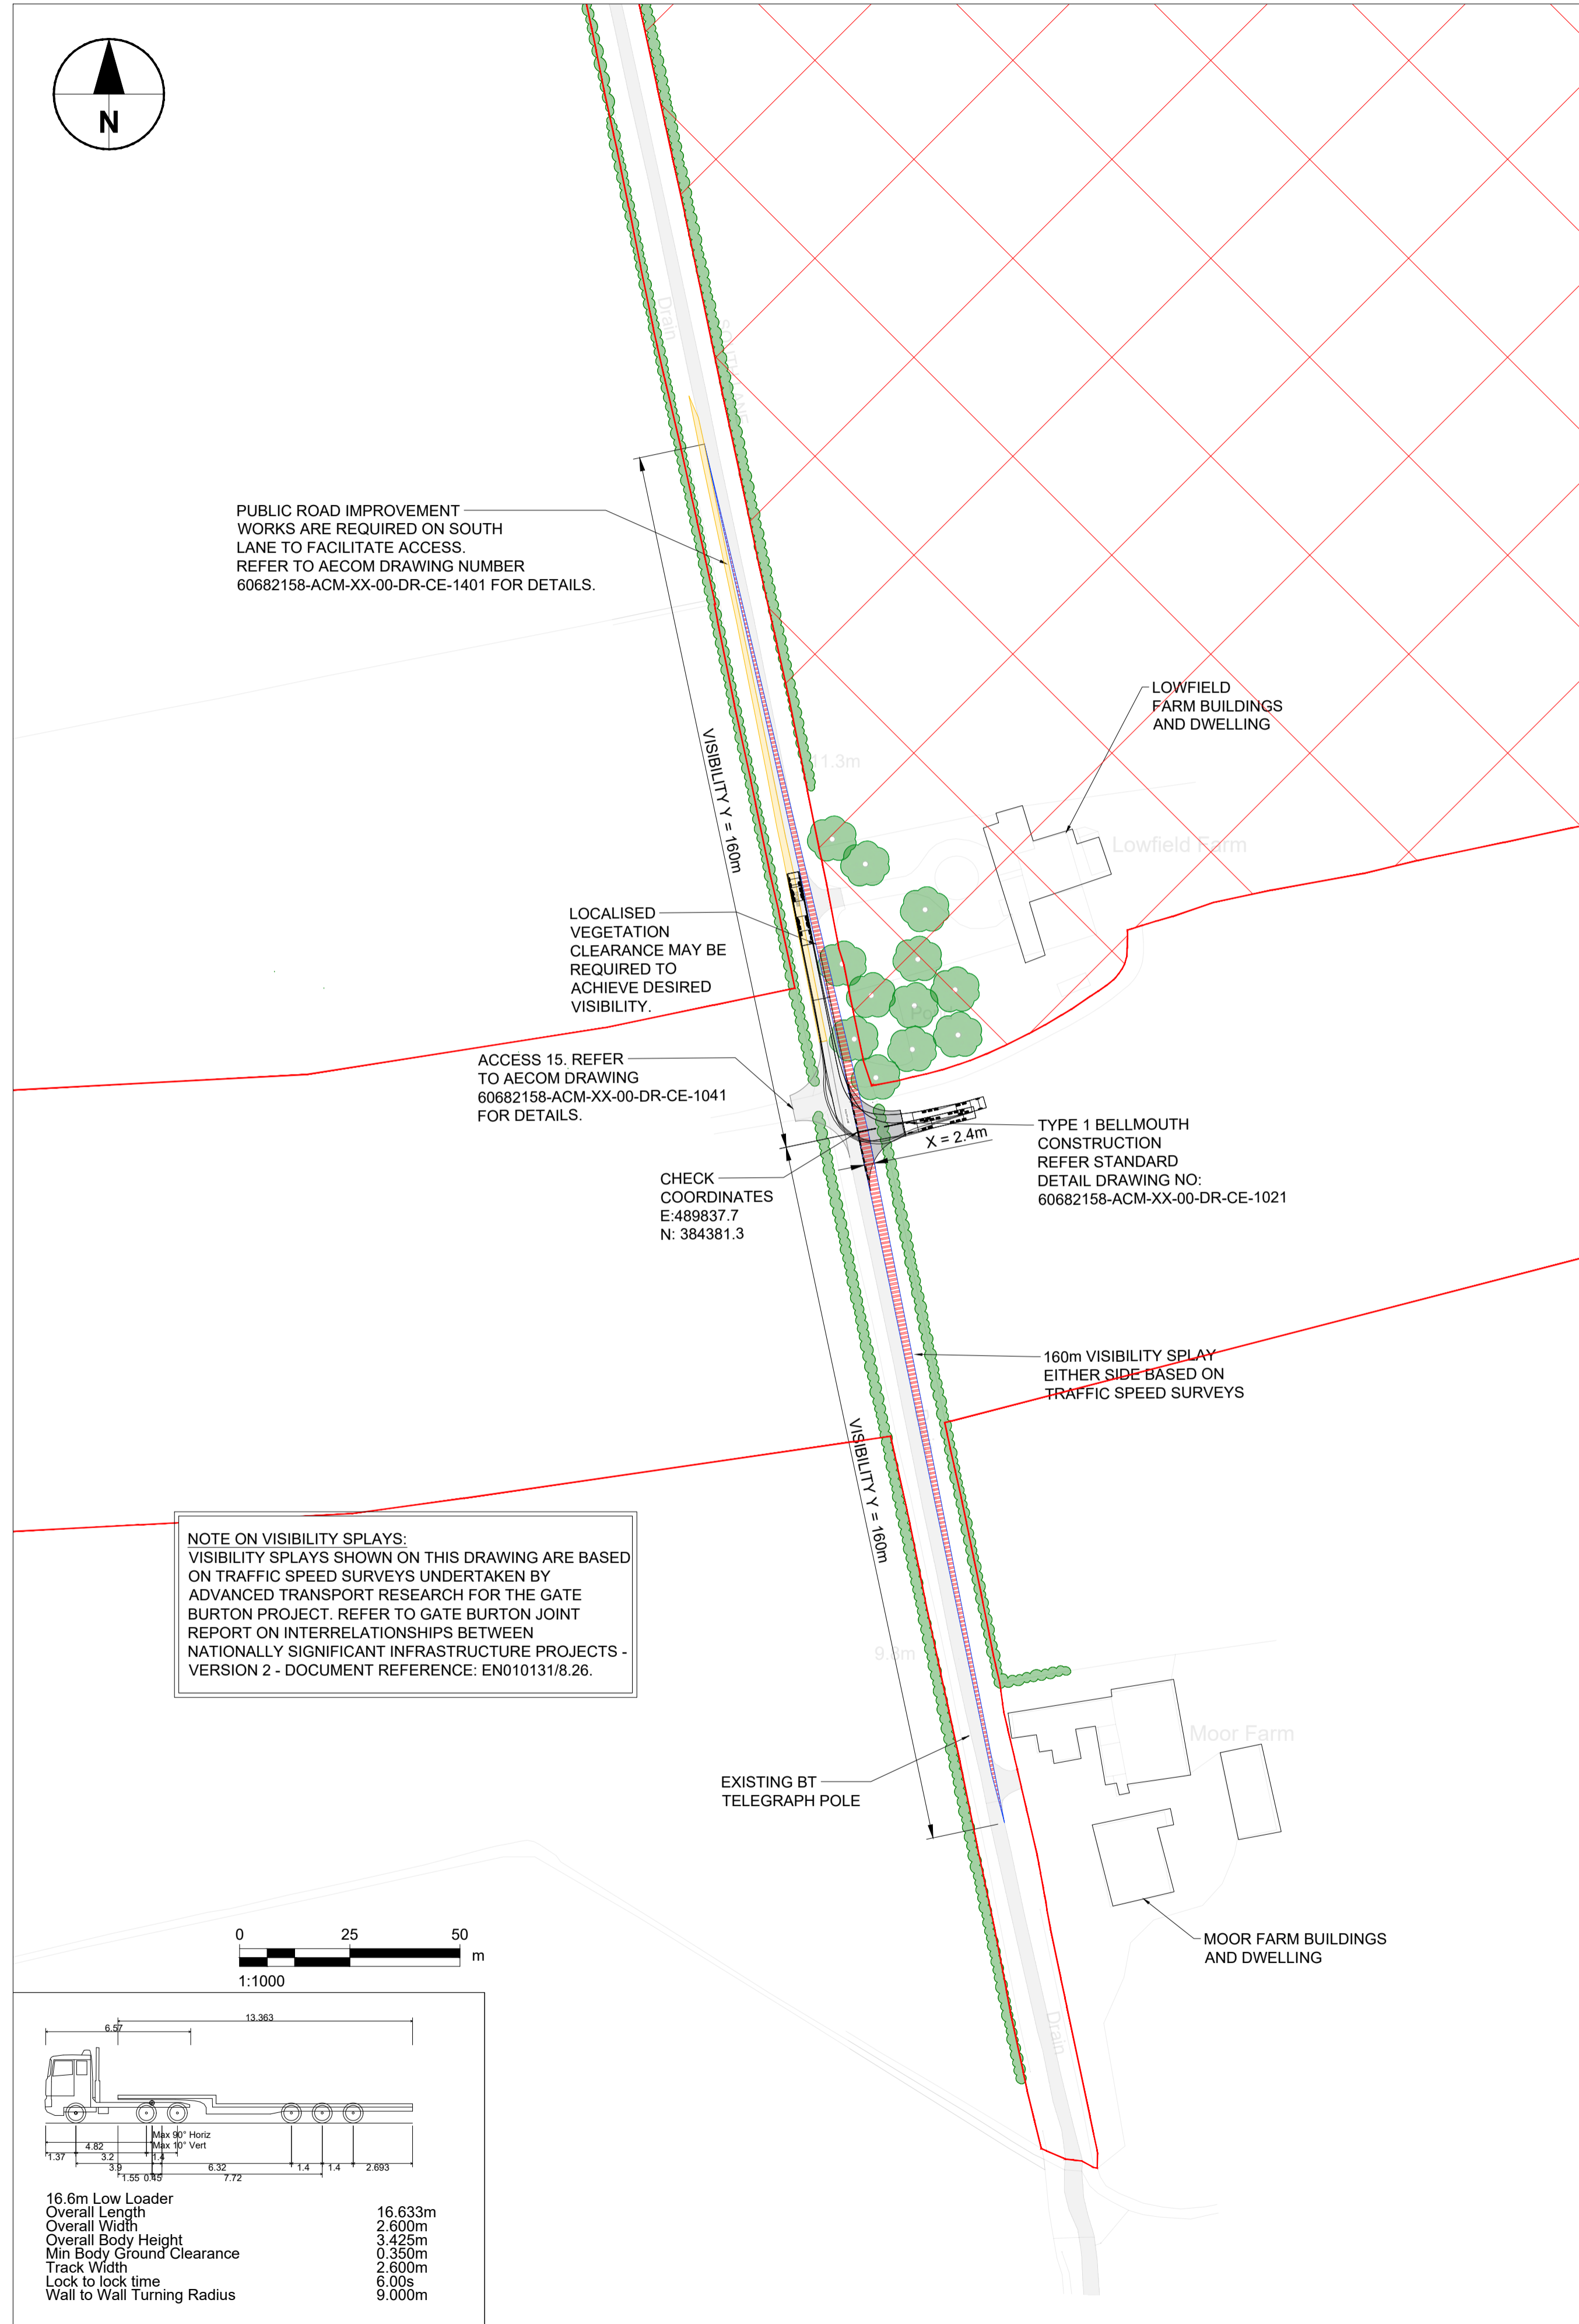 N
Drain
SOUTH LANE
PUBLIC ROAD IMPROVEMENT
WORKS ARE REQUIRED ON SOUTH
LANE TO FACILITATE ACCESS.
REFER TO AECOM DRAWING NUMBER
60682158-ACM-XX-00-DR-CE-1401 FOR DETAILS.
LOWFIELD
FARM BUILDINGS
AND DWELLING
VISIBILITY Y = 160m
11.3m
Lowfield Farm
LOCALISED
VEGETATION
CLEARANCE MAY BE
REQUIRED TO
ACHIEVE DESIRED
VISIBILITY.
ACCESS 15. REFER
TO AECOM DRAWING
60682158-ACM-XX-00-DR-CE-1041
FOR DETAILS.
TYPE 1 BELLMOUTH
CONSTRUCTION
REFER STANDARD
DETAIL DRAWING NO:
60682158-ACM-XX-00-DR-CE-1021
X = 2.4m
CHECK
COORDINATES
E:489837.7
N: 384381.3
160m VISIBILITY SPLAY
EITHER SIDE BASED ON
TRAFFIC SPEED SURVEYS
VISIBILITY Y = 160m
NOTE ON VISIBILITY SPLAYS:
VISIBILITY SPLAYS SHOWN ON THIS DRAWING ARE BASED
ON TRAFFIC SPEED SURVEYS UNDERTAKEN BY
ADVANCED TRANSPORT RESEARCH FOR THE GATE
BURTON PROJECT. REFER TO GATE BURTON JOINT
REPORT ON INTERRELATIONSHIPS BETWEEN
NATIONALLY SIGNIFICANT INFRASTRUCTURE PROJECTS -
VERSION 2 - DOCUMENT REFERENCE: EN010131/8.26.
9.8m
Moor Farm
EXISTING BT
TELEGRAPH POLE
MOOR FARM BUILDINGS
AND DWELLING
Drain
0 25 50
m
1:1000
13.363
6.57
Max 90° Horiz
Max 10° Vert
4.82
1.37 3.2 1.4
3.9 6.32 1.4 1.4 2.693
1.55 0.45 7.72
16.6m Low Loader
Overall Length 16.633m
Overall Width 2.600m
Overall Body Height 3.425m
Min Body Ground Clearance 0.350m
Track Width 2.600m
Lock to lock time 6.00s
Wall to Wall Turning Radius 9.000m